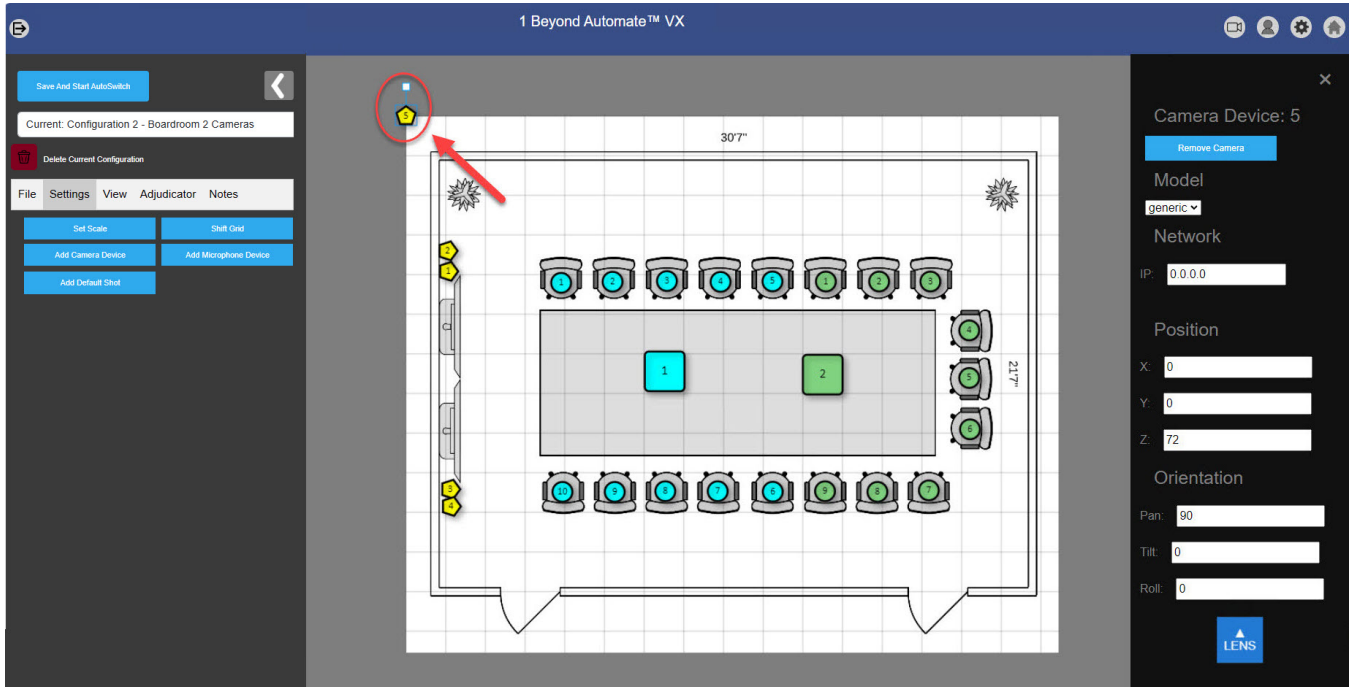 1 Beyond Automate™ VX
Save And Start AutoSwitch
Current: Configuration 2 - Boardroom 2 Cameras
Delete Current Configuration
File Settings View Adjudicator Notes
Set Scale Shift Grid
Add Camera Device Add Microphone Device
Add Default Shot
5
30'7"
2
1
1 2 3 4 5 1 2 3
4
1 2
5
21'7"
6
3
4
10 9 8 7 6 9 8 7
×
Camera Device: 5
Remove Camera
Model
generic
Network
IP: 0.0.0.0
Position
X: 0
Y: 0
Z: 72
Orientation
Pan: 90
Tilt: 0
Roll: 0
LENS